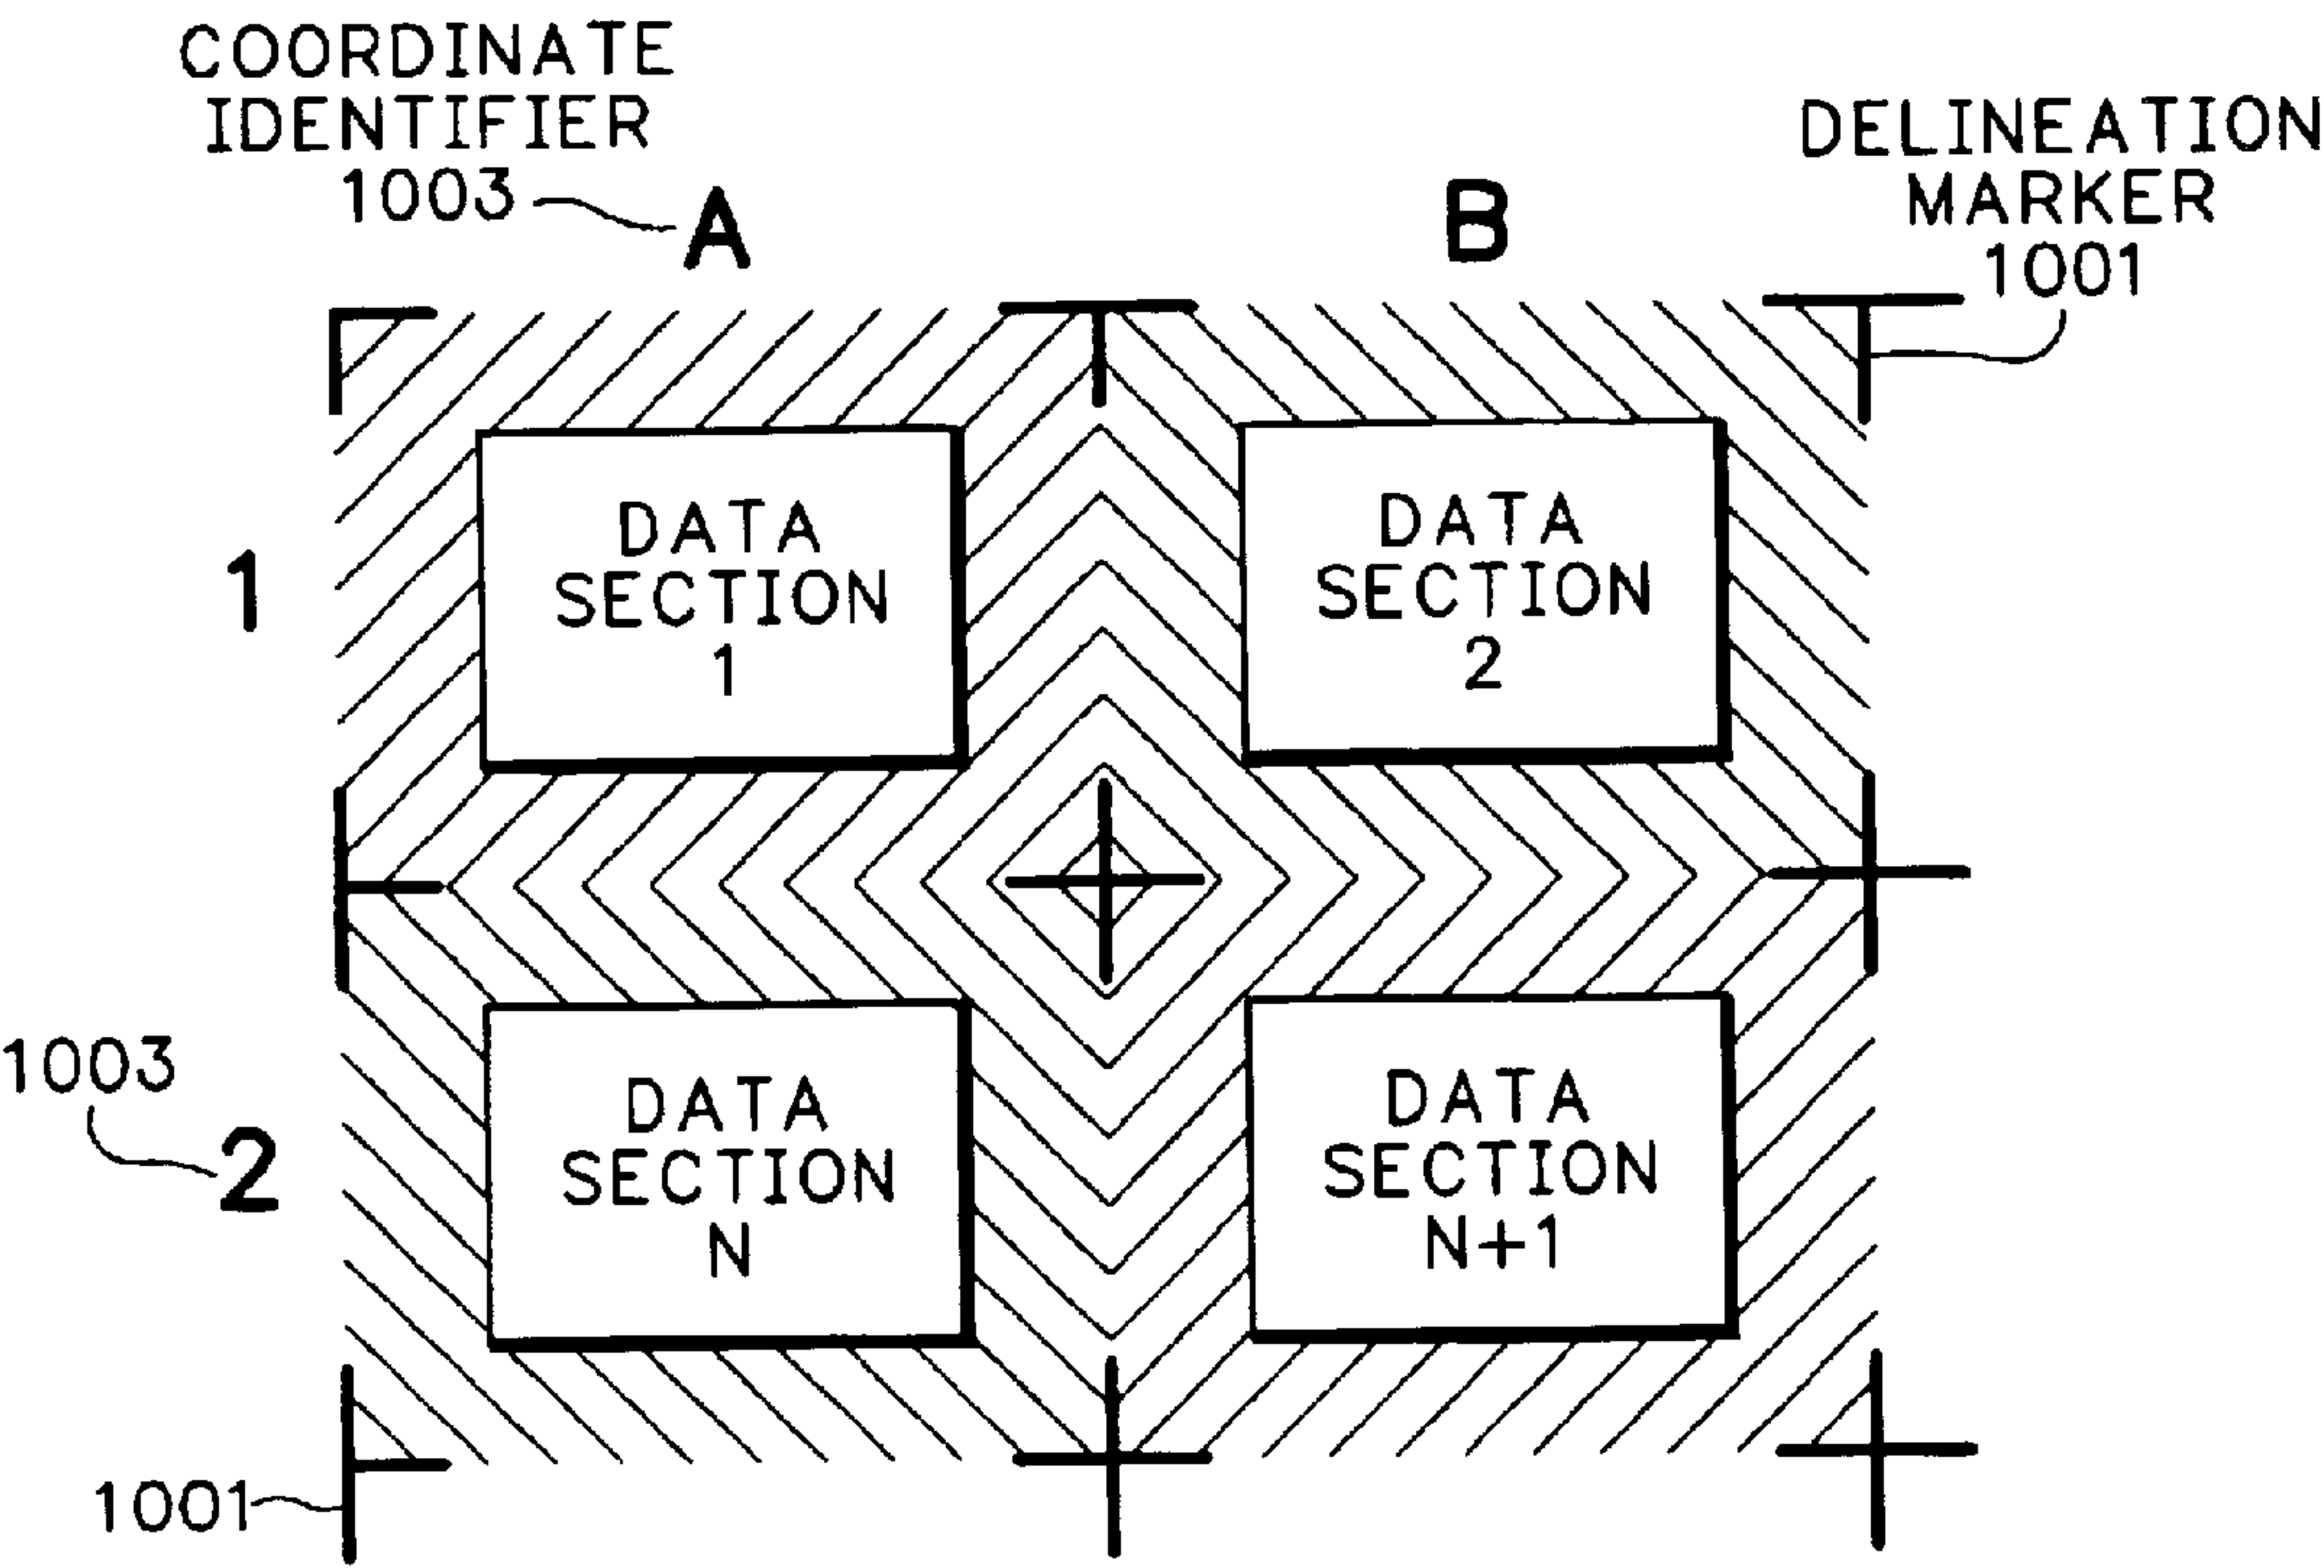 COORDINATE
IDENTIFIER
1003
A
B
DELINEATION
MARKER
1001
1
DATA
SECTION
1
DATA
SECTION
2
1003
2
DATA
SECTION
N
DATA
SECTION
N+1
1001